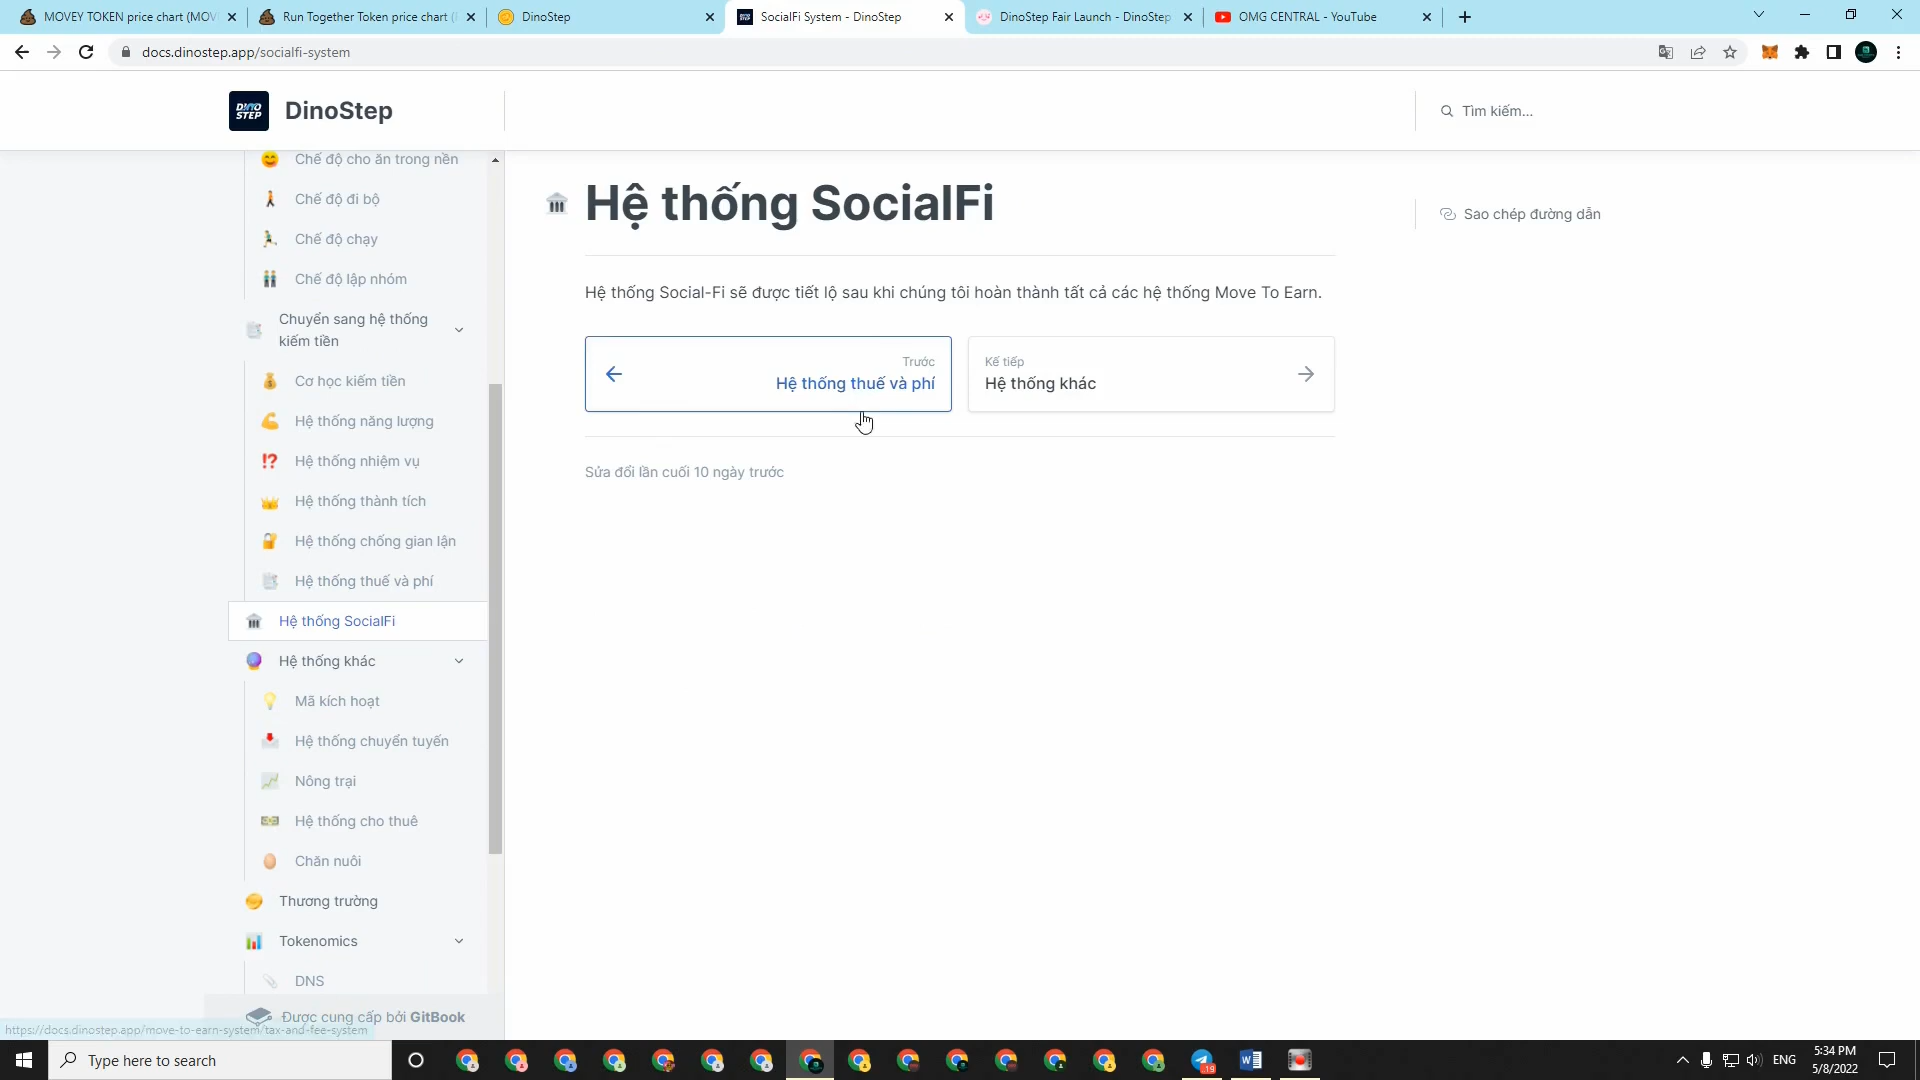 MOVEY TOKEN price chart (MOV
Run Together Token price chart (
DinoStep
SocialFi System - DinoStep
DinoStep Fair Launch - DinoStep
OMG CENTRAL - YouTube
docs.dinostep.app/socialfi-system
DINO STEP
DinoStep
Tìm kiếm...
Chế độ cho ăn trong nền
Chế độ đi bộ
Chế độ chạy
Chế độ lập nhóm
Chuyển sang hệ thống
kiếm tiền
Cơ học kiếm tiền
Hệ thống năng lượng
Hệ thống nhiệm vụ
Hệ thống thành tích
Hệ thống chống gian lận
Hệ thống thuế và phí
Hệ thống SocialFi
Hệ thống khác
Mã kích hoạt
Hệ thống chuyển tuyến
Nông trại
Hệ thống cho thuê
Chăn nuôi
Thương trường
Tokenomics
DNS
Được cung cấp bởi GitBook
Hệ thống SocialFi
Hệ thống Social-Fi sẽ được tiết lộ sau khi chúng tôi hoàn thành tất cả các hệ thống Move To Earn.
Trước
Hệ thống thuế và phí
Kế tiếp
Hệ thống khác
Sửa đổi lần cuối 10 ngày trước
Sao chép đường dẫn
https://docs.dinostep.app/move-to-earn-system/tax-and-fee-system
Type here to search
.19
ENG
5:34 PM
5/8/2022